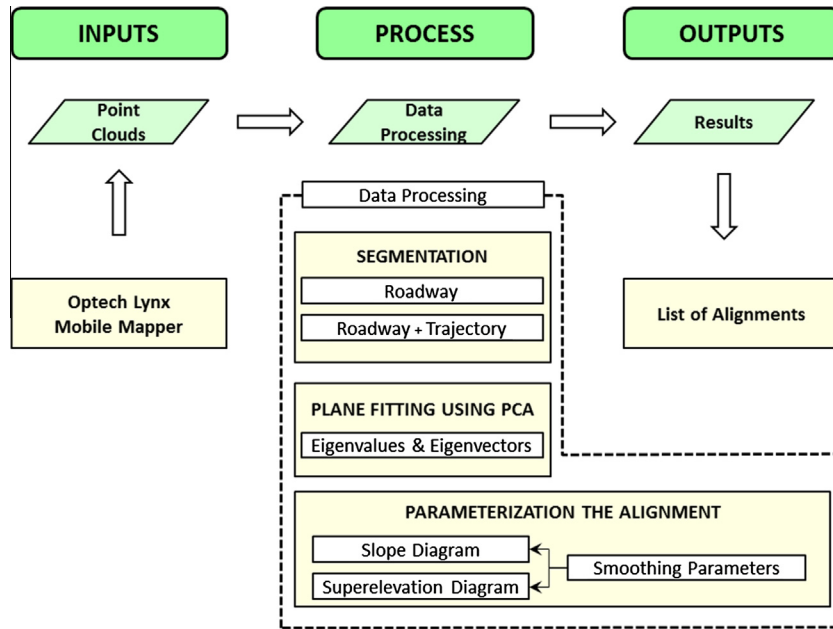 INPUTS
PROCESS
OUTPUTS
Point
Clouds
Data
Processing
Results
Data Processing
Optech Lynx
Mobile Mapper
SEGMENTATION
Roadway
Roadway + Trajectory
List of Alignments
PLANE FITTING USING PCA
Eigenvalues & Eigenvectors
PARAMETERIZATION THE ALIGNMENT
Slope Diagram
Smoothing Parameters
Superelevation Diagram